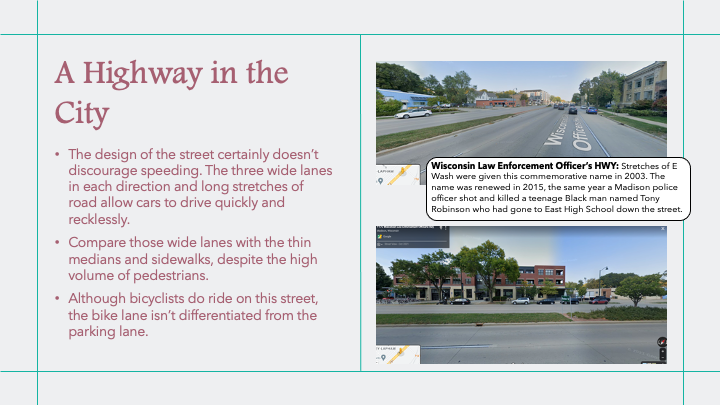 A Highway in the
City
• The design of the street certainly doesn't
discourage speeding. The three wide lanes
in each direction and long stretches of
road allow cars to drive quickly and
recklessly.
• Compare those wide lanes with the thin
medians and sidewalks, despite the high
volume of pedestrians.
• Although bicyclists do ride on this street,
the bike lane isn't differentiated from the
parking lane.
Wiscon
Office
Wisconsin Law Enforcement Officer's HWY: Stretches of E
Wash were given this commemorative name in 2003. The
name was renewed in 2015, the same year a Madison police
officer shot and killed a teenage Black man named Tony
Robinson who had gone to East High School down the street.